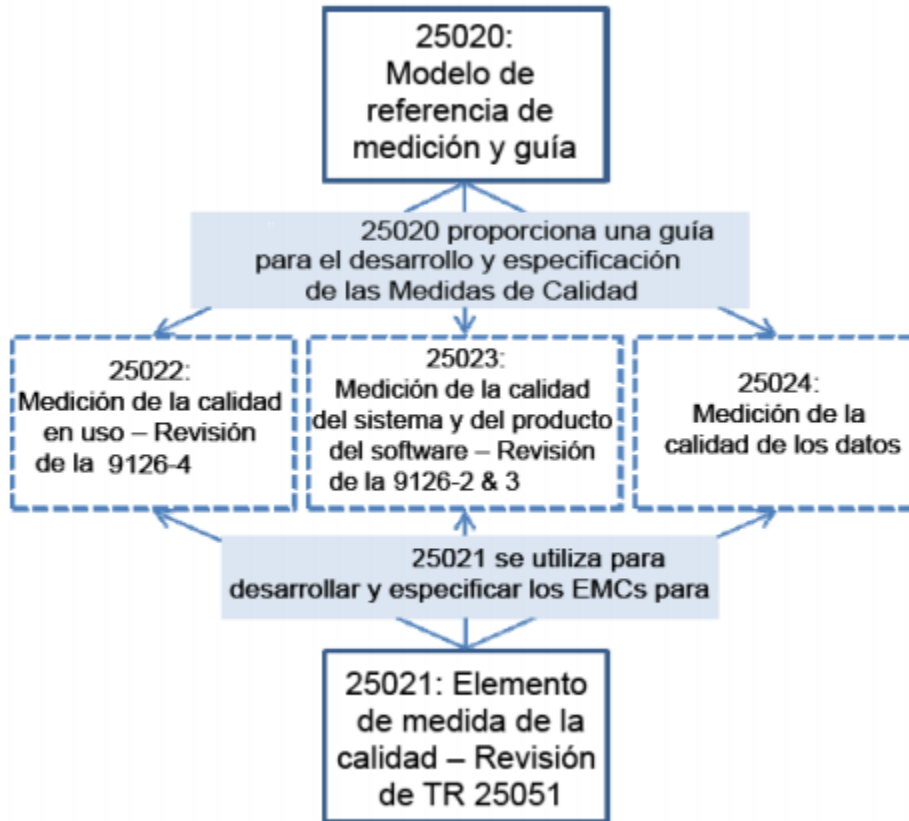 25020:
Modelo de
referencia de
medición y guía
25020 proporciona una guía
para el desarrollo y especificación
de las Medidas de Calidad
25022:
Medición de la calidad
en uso – Revisión
de la 9126-4
25023:
Medición de la calidad
del sistema y del producto
del software – Revisión
de la 9126-2 & 3
25024:
Medición de la
calidad de los datos
25021 se utiliza para
desarrollar y especificar los EMCs para
25021: Elemento
de medida de la
calidad – Revisión
de TR 25051